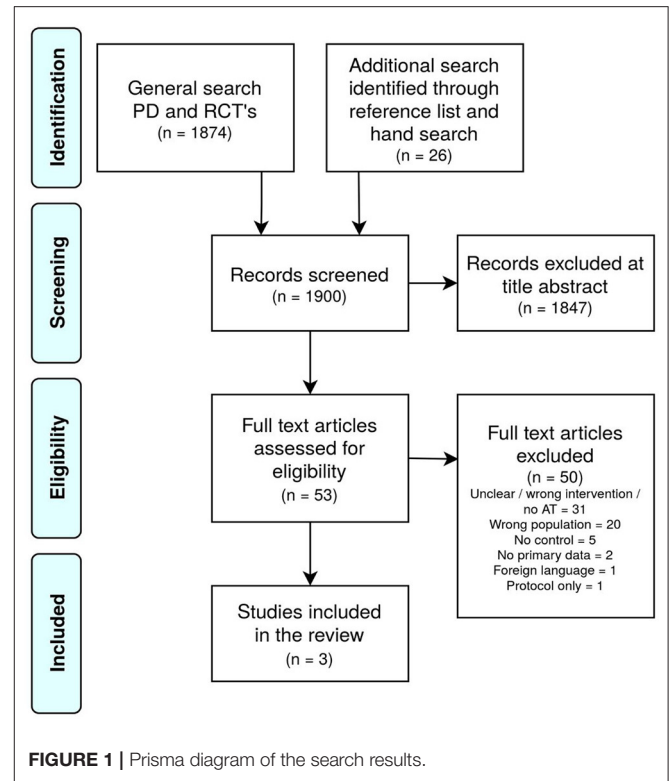 Identification
General search
PD and RCT's
(n = 1874)
Additional search
identified through
reference list and
hand search
(n = 26)
Screening
Records screened
(n = 1900)
Records excluded at
title abstract
(n = 1847)
Eligibility
Full text articles
assessed for
eligibility
(n = 53)
Full text articles
excluded
(n = 50)
Unclear / wrong intervention /
no AT = 31
Wrong population = 20
No control = 5
No primary data = 2
Foreign language = 1
Protocol only = 1
Included
Studies included
in the review
(n = 3)
FIGURE 1 | Prisma diagram of the search results.